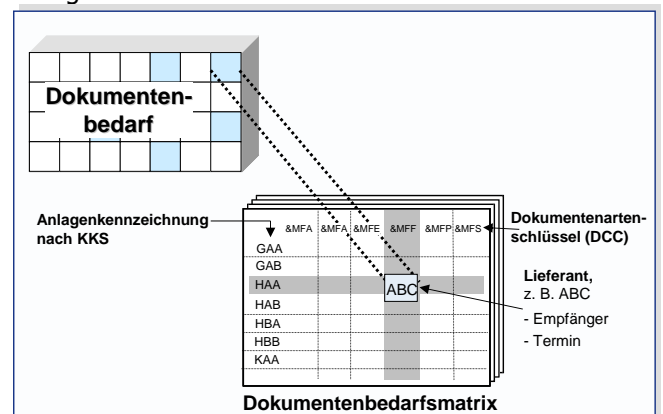 Dokumenten-
bedarf
Anlagenkennzeichnung
nach KKS
&MFA &MFA &MFE &MFF &MFP &MFS
Dokumentenarten-
schlüssel (DCC)
GAA
GAB
HAA
ABC
HAB
HBA
HBB
KAA
Lieferant,
z. B. ABC
- Empfänger
- Termin
Dokumentenbedarfsmatrix